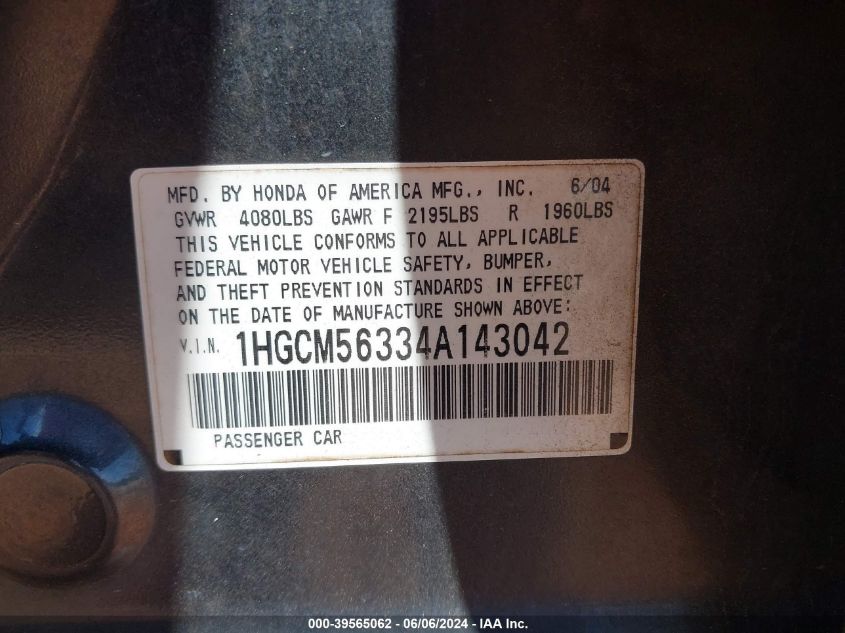 MFD. BY HONDA OF AMERICA MFG., INC. 6/04
GVWR 4080LBS GAWR F 2195LBS R 1960LBS
THIS VEHICLE CONFORMS TO ALL APPLICABLE
FEDERAL MOTOR VEHICLE SAFETY, BUMPER,
AND THEFT PREVENTION STANDARDS IN EFFECT
ON THE DATE OF MANUFACTURE SHOWN ABOVE:
V.I.N. 1HGCM56334A143042
PASSENGER CAR
000-39565062 - 06/06/2024 - IAA Inc.